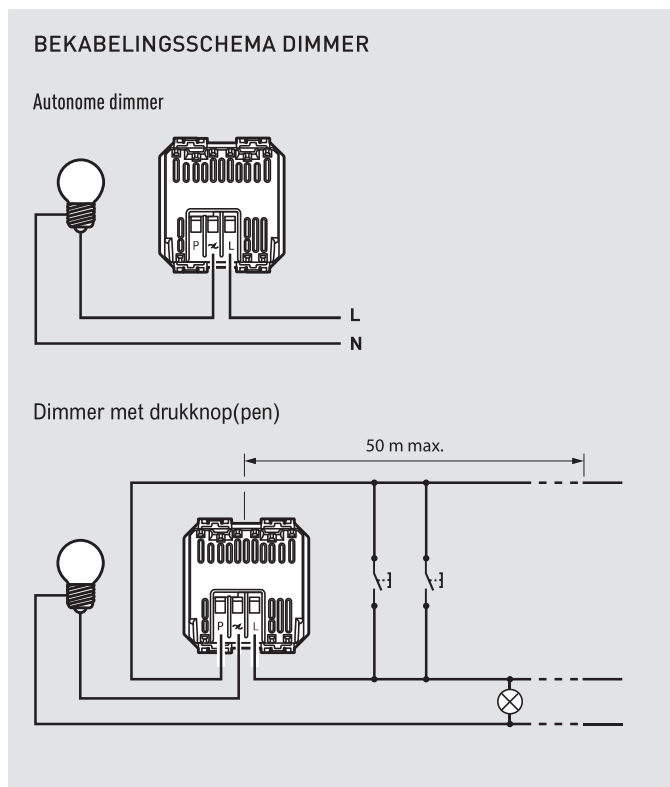 BEKABELINGSSCHEMA DIMMER
Autonome dimmer
P L
L
N
Dimmer met drukknop(pen)
50 m max.
P L